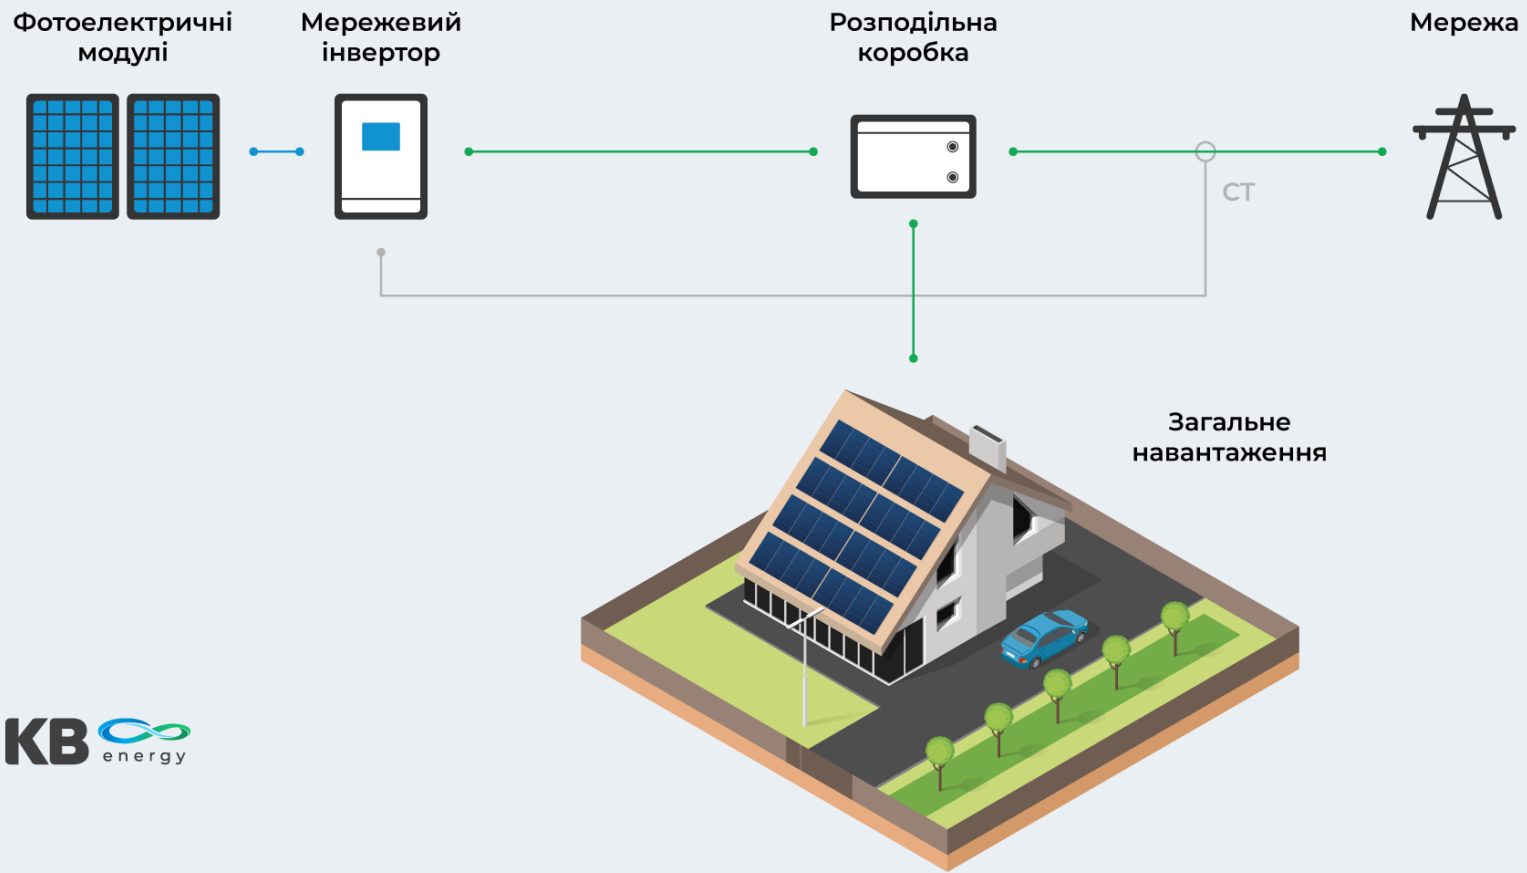 Фотоелектричні
модулі
Мережевий
інвертор
Розподільна
коробка
Мережа
CT
Загальне
навантаження
KB
energy